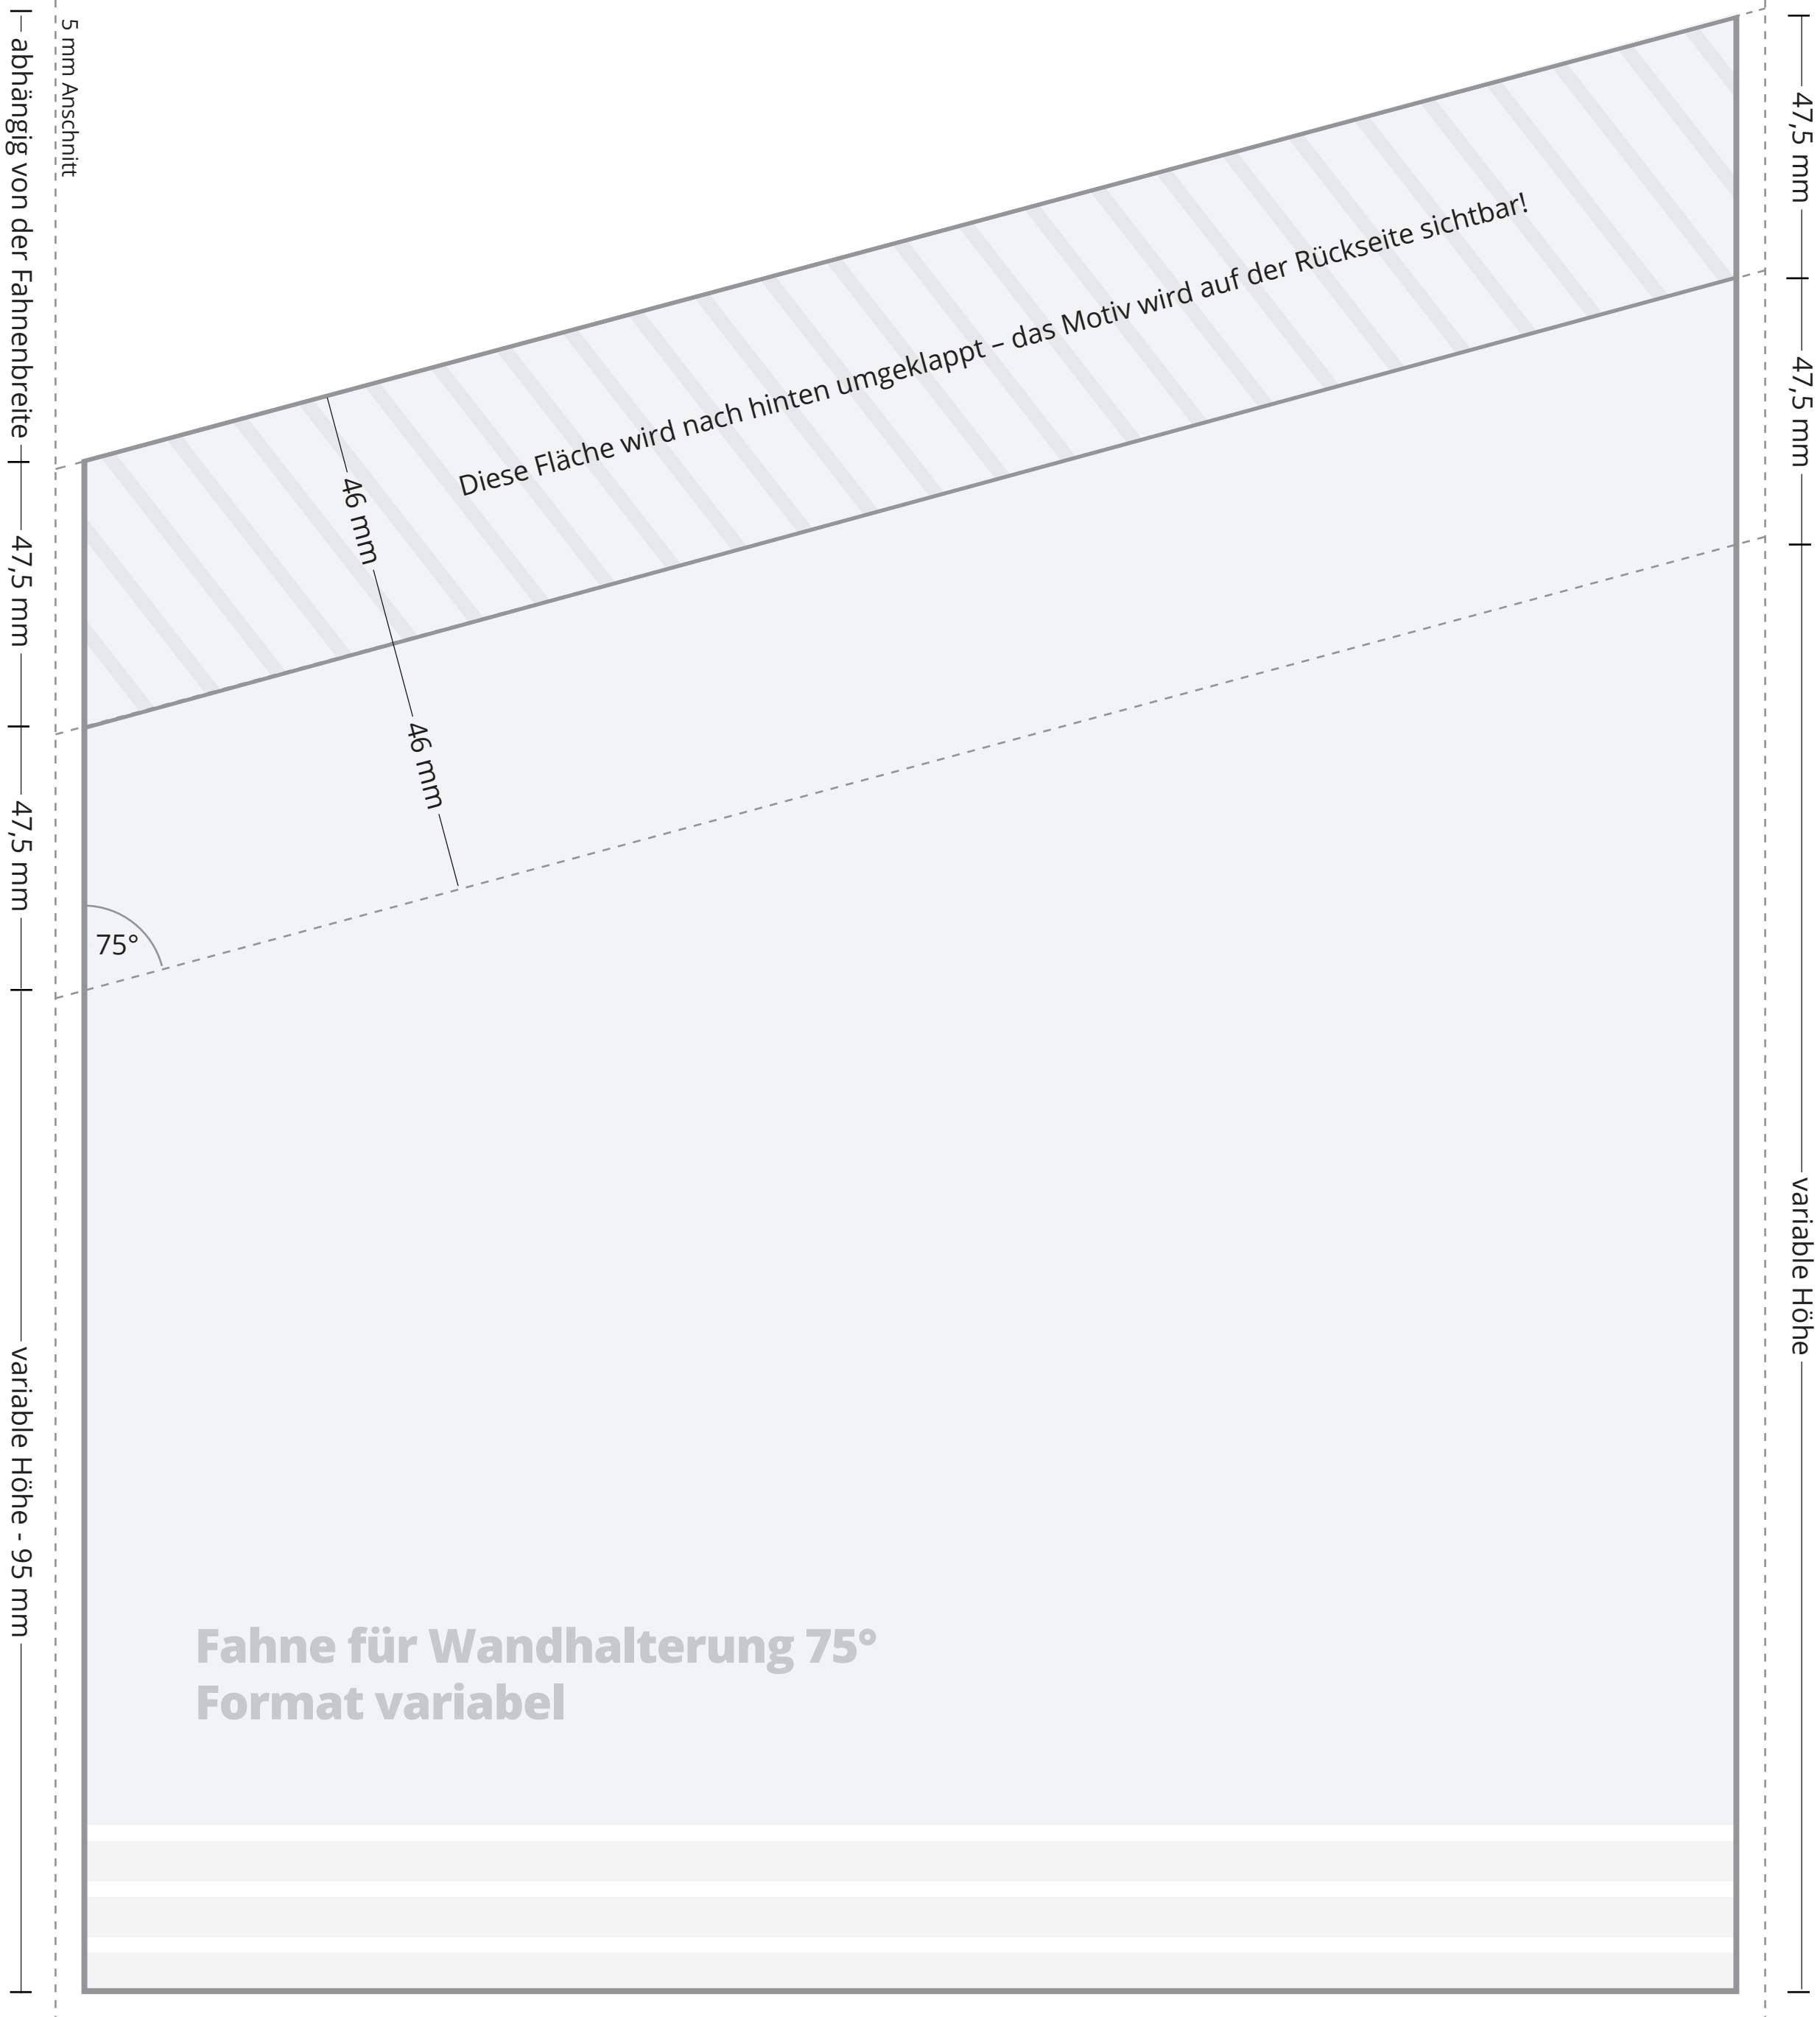 abhängig von der Fahnenbreite
5 mm Anschnitt
47,5 mm
47,5 mm
Diese Fläche wird nach hinten umgeklappt – das Motiv wird auf der Rückseite sichtbar!
46 mm
47,5 mm
46 mm
47,5 mm
75°
variable Höhe
variable Höhe - 95 mm
Fahne für Wandhalterung 75°
Format variabel